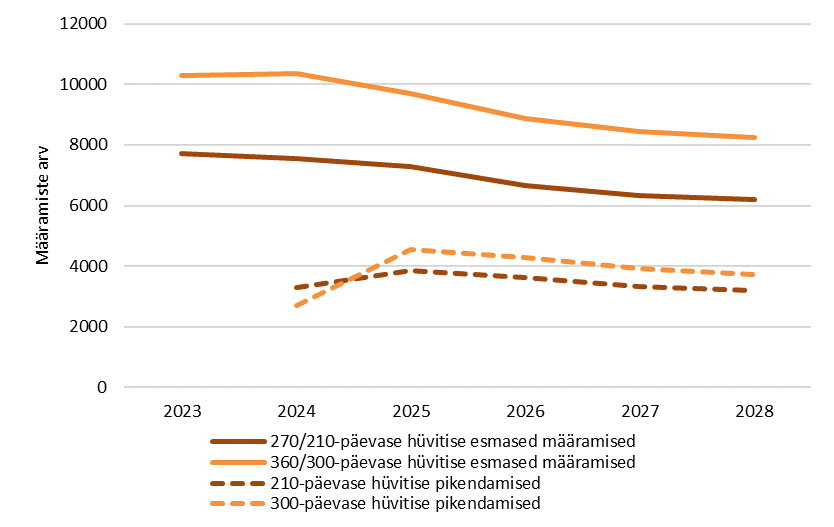 12000
10000
8000
6000
4000
2000
0
Määramiste arv
2023 2024 2025 2026 2027 2028
270/210-päevase hüvitise esmased määramised
360/300-päevase hüvitise esmased määramised
210-päevase hüvitise pikendamised
300-päevase hüvitise pikendamised